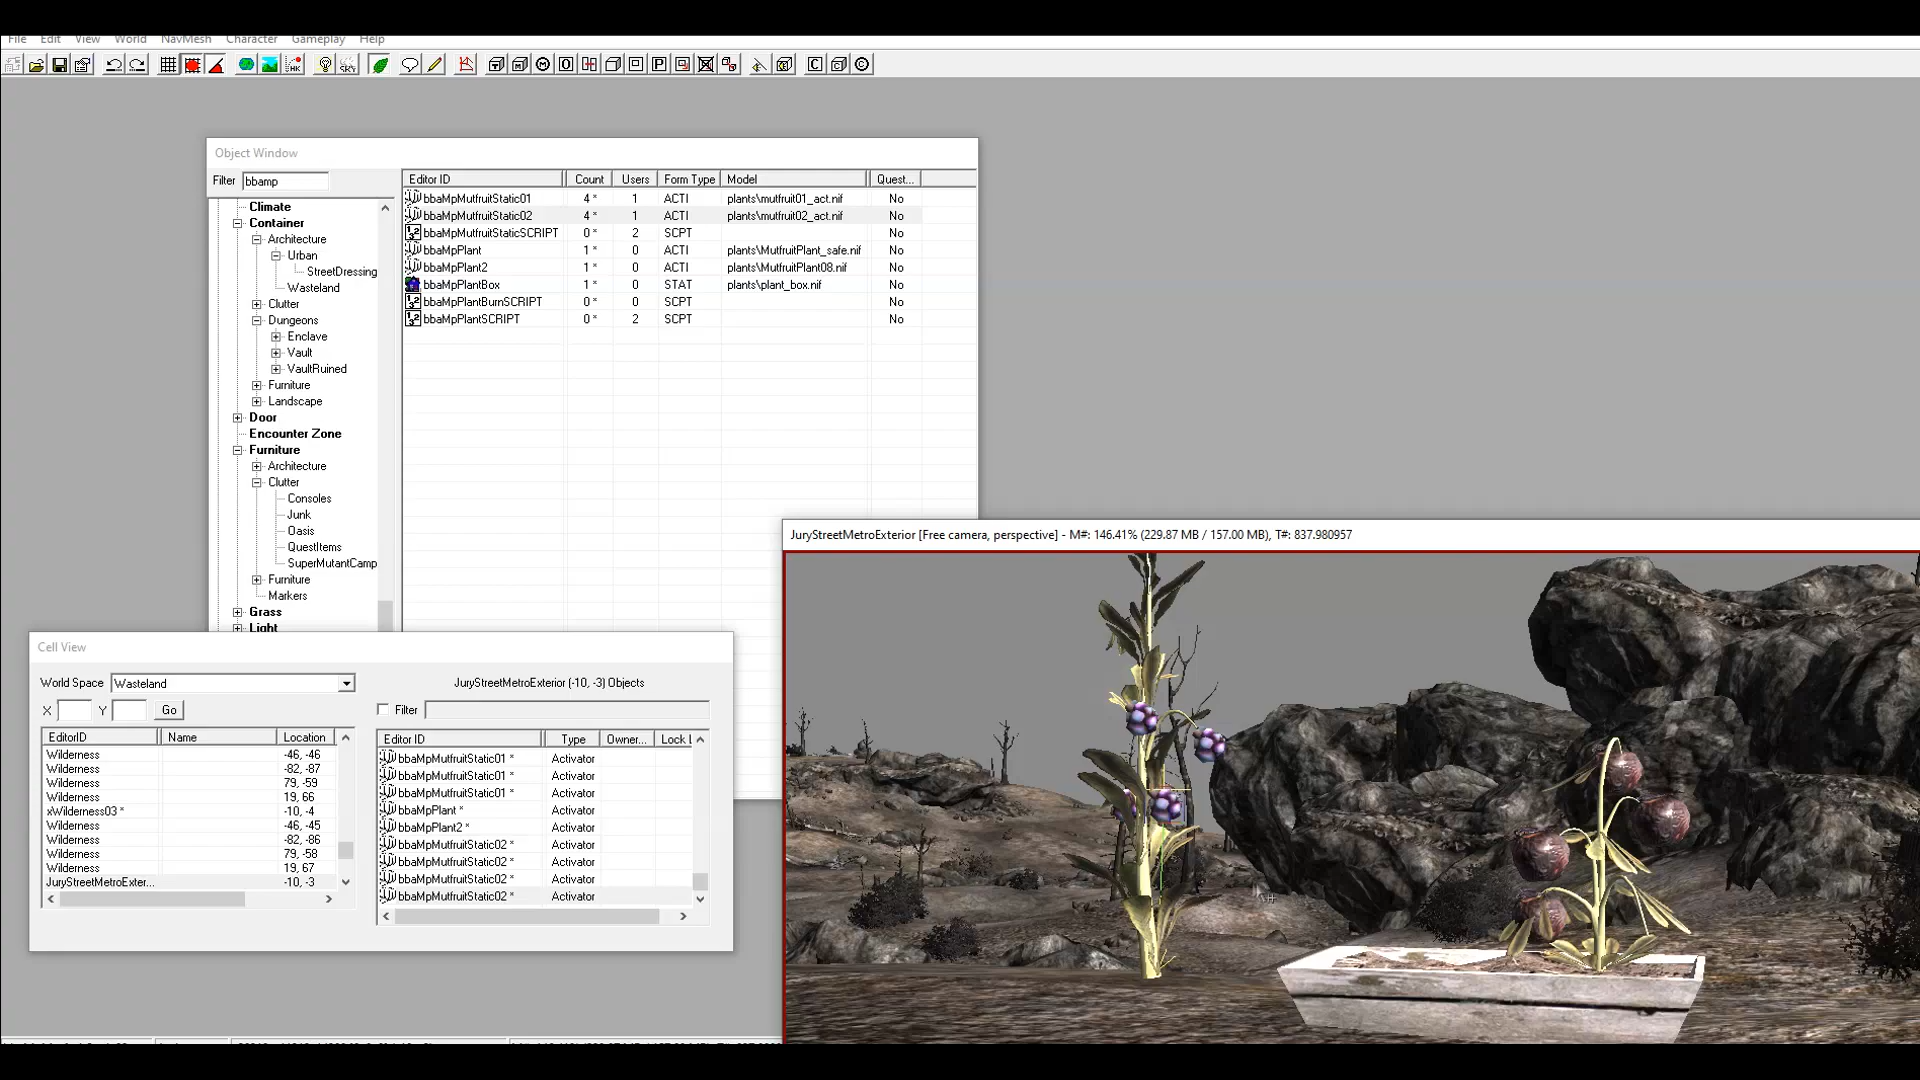 File Edit View World NavMesh Character Gameplay Help
Object Window
Filter bbamp
Editor ID Count Users Form Type Model Quest...
bbaMpMutfruitStatic01 4 * 1 ACTI plants\mutfruit01_act.nif No
bbaMpMutfruitStatic02 4 * 1 ACTI plants\mutfruit02_act.nif No
bbaMpMutfruitStaticSCRIPT 0 * 2 SCPT No
bbaMpPlant 1 * 0 ACTI plants\MutfruitPlant_safe.nif No
bbaMpPlant2 1 * 0 ACTI plants\MutfruitPlant08.nif No
bbaMpPlantBox 1 * 0 STAT plants\plant_box.nif No
bbaMpPlantBurnSCRIPT 0 * 0 SCPT No
bbaMpPlantSCRIPT 0 * 2 SCPT No
Climate
Container
Architecture
Urban
StreetDressing
Wasteland
Clutter
Dungeons
Enclave
Vault
VaultRuined
Furniture
Landscape
Door
Encounter Zone
Furniture
Architecture
Clutter
Consoles
Junk
Oasis
QuestItems
SuperMutantCamp
Furniture
Markers
Grass
Light
JuryStreetMetroExterior [Free camera, perspective] - M#: 146.41% (229.87 MB / 157.00 MB), T#: 837.980957
Cell View
World Space Wasteland
JuryStreetMetroExterior (-10, -3) Objects
X Y Go
Filter
EditorID Name Location
Wilderness -46, -46
Wilderness -82, -87
Wilderness 79, -59
Wilderness 19, 66
xWilderness03 * -10, -4
Wilderness -46, -45
Wilderness -82, -86
Wilderness 79, -58
Wilderness 19, 67
JuryStreetMetroExter... -10, -3
Editor ID Type Owner... Lock L
bbaMpMutfruitStatic01 * Activator
bbaMpMutfruitStatic01 * Activator
bbaMpMutfruitStatic01 * Activator
bbaMpPlant * Activator
bbaMpPlant2 * Activator
bbaMpMutfruitStatic02 * Activator
bbaMpMutfruitStatic02 * Activator
bbaMpMutfruitStatic02 * Activator
bbaMpMutfruitStatic02 * Activator